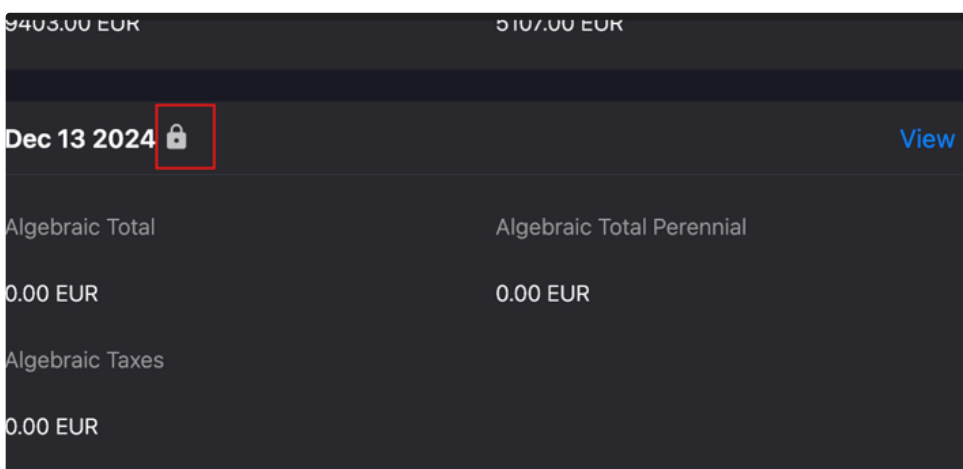 9403.00 EUR 5107.00 EUR
Dec 13 2024 View
Algebraic Total Algebraic Total Perennial
0.00 EUR 0.00 EUR
Algebraic Taxes
0.00 EUR